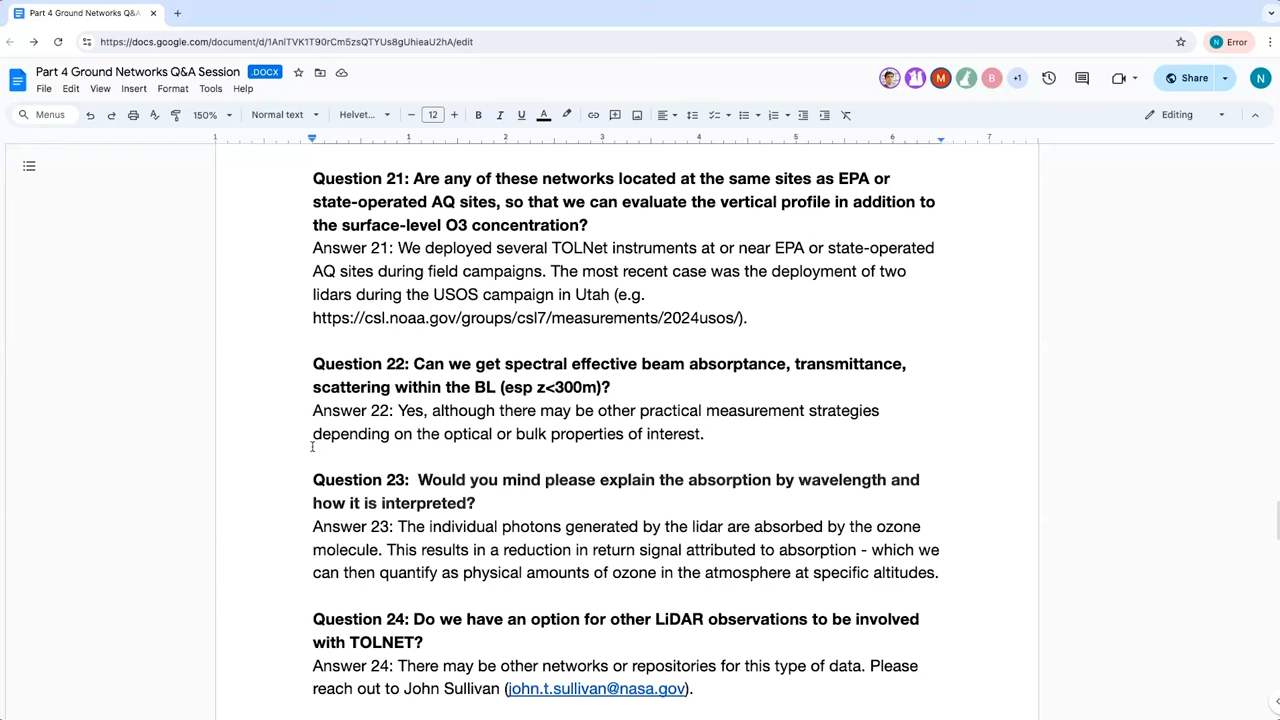 Part 4 Ground Networks Q&A
https://docs.google.com/document/d/1AnlTVK1T90rCm5zsQTYUs8gUhieaU2hA/edit
N Error
Part 4 Ground Networks Q&A Session .DOCX
File Edit View Insert Format Tools Help
M B +1 Share N
Menus 150% Normal text Helvet... 12 B I U A Editing
1 1 2 3 4 5 6 7
Question 21: Are any of these networks located at the same sites as EPA or
state-operated AQ sites, so that we can evaluate the vertical profile in addition to
the surface-level O3 concentration?
Answer 21: We deployed several TOLNet instruments at or near EPA or state-operated
AQ sites during field campaigns. The most recent case was the deployment of two
lidars during the USOS campaign in Utah (e.g.
https://csl.noaa.gov/groups/csl7/measurements/2024usos/).
Question 22: Can we get spectral effective beam absorptance, transmittance,
scattering within the BL (esp z<300m)?
Answer 22: Yes, although there may be other practical measurement strategies
depending on the optical or bulk properties of interest.
Question 23:  Would you mind please explain the absorption by wavelength and
how it is interpreted?
Answer 23: The individual photons generated by the lidar are absorbed by the ozone
molecule. This results in a reduction in return signal attributed to absorption - which we
can then quantify as physical amounts of ozone in the atmosphere at specific altitudes.
Question 24: Do we have an option for other LiDAR observations to be involved
with TOLNET?
Answer 24: There may be other networks or repositories for this type of data. Please
reach out to John Sullivan (john.t.sullivan@nasa.gov).